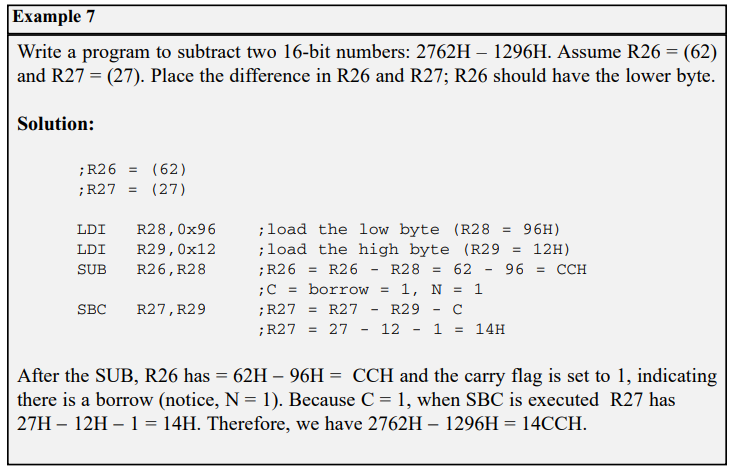 Example 7
Write a program to subtract two 16-bit numbers: 2762H – 1296H. Assume R26 = (62)
and R27 = (27). Place the difference in R26 and R27; R26 should have the lower byte.
Solution:
;R26 = (62)
;R27 = (27)
LDI R28,0x96 ;load the low byte (R28 = 96H)
LDI R29,0x12 ;load the high byte (R29 = 12H)
SUB R26,R28 ;R26 = R26 - R28 = 62 - 96 = CCH
;C = borrow = 1, N = 1
SBC R27,R29 ;R27 = R27 - R29 - C
;R27 = 27 - 12 - 1 = 14H
After the SUB, R26 has = 62H – 96H = CCH and the carry flag is set to 1, indicating
there is a borrow (notice, N = 1). Because C = 1, when SBC is executed R27 has
27H – 12H – 1 = 14H. Therefore, we have 2762H – 1296H = 14CCH.